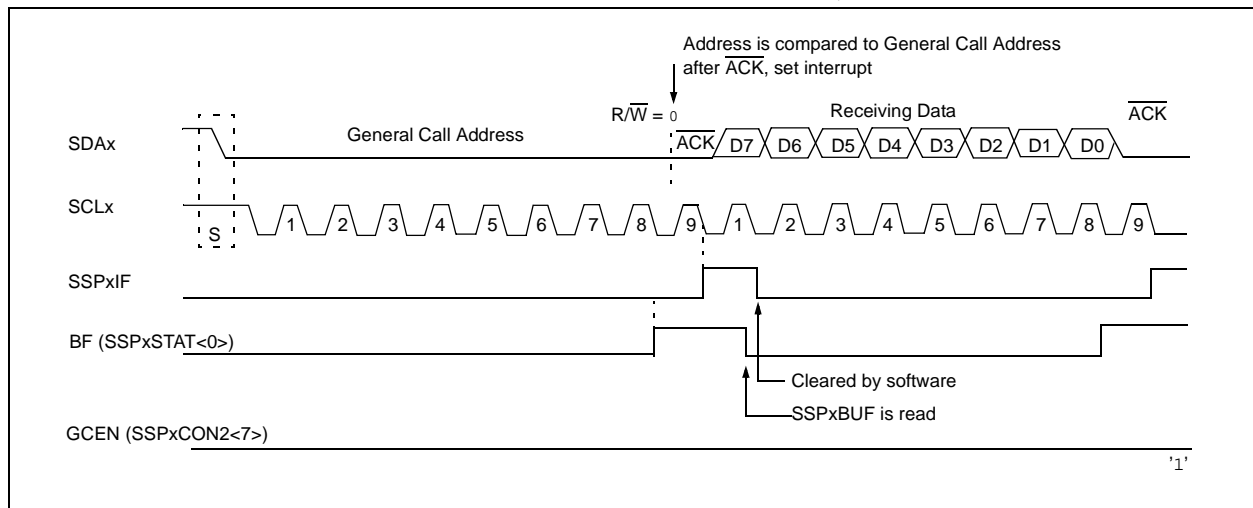 Address is compared to General Call Address
after ACK, set interrupt
R/W = 0
Receiving Data
ACK
SDAx
General Call Address
ACK
D7 D6 D5 D4 D3 D2 D1 D0
SCLx
S
1 2 3 4 5 6 7 8 9 1 2 3 4 5 6 7 8 9
SSPxIF
BF (SSPxSTAT<0>)
Cleared by software
SSPxBUF is read
GCEN (SSPxCON2<7>)
'1'